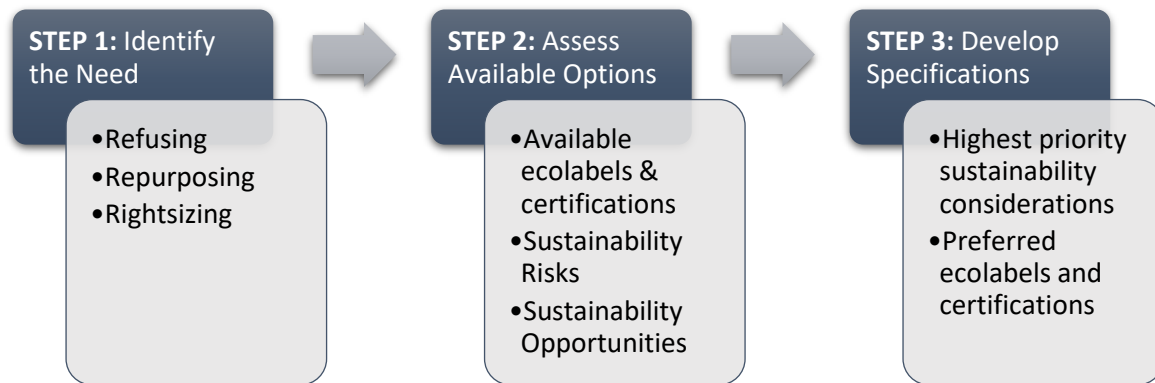 STEP 1: Identify
the Need
•Refusing
•Repurposing
•Rightsizing
STEP 2: Assess
Available Options
•Available
ecolabels &
certifications
•Sustainability
Risks
•Sustainability
Opportunities
STEP 3: Develop
Specifications
•Highest priority
sustainability
considerations
•Preferred
ecolabels and
certifications